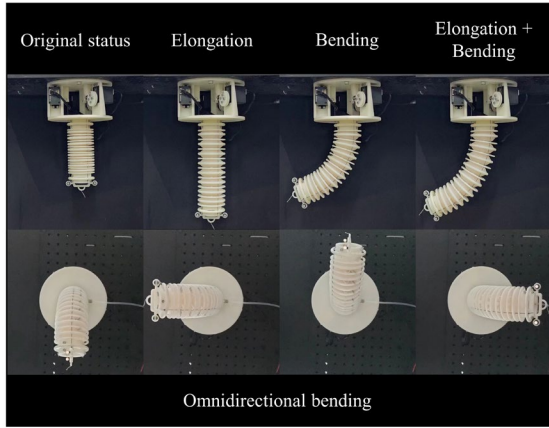 Original status
Elongation
Bending
Elongation +
Bending
Omnidirectional bending